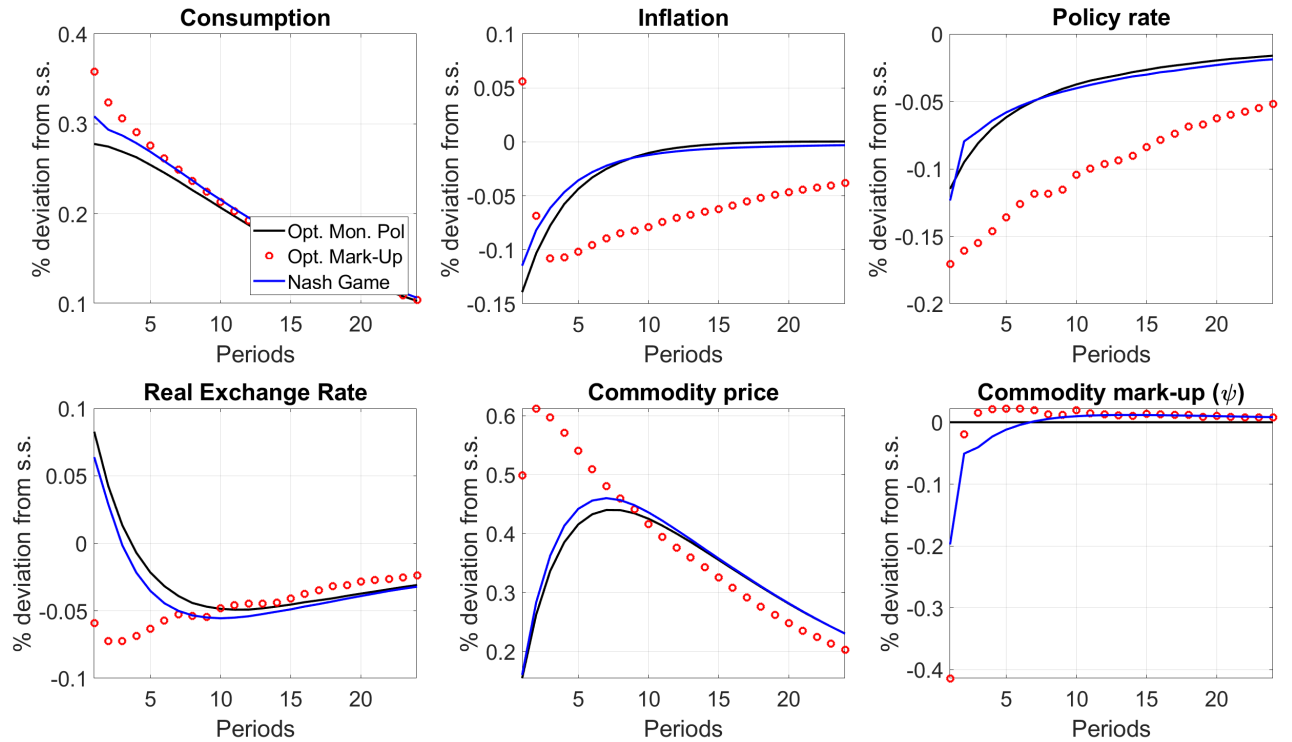 Consumption
0.4
0.3
0.2
0.1
% deviation from s.s.
5
10
15
20
Periods
Opt. Mon. Pol
Opt. Mark-Up
Nash Game
Inflation
0.1
0.05
0
-0.05
-0.1
-0.15
% deviation from s.s.
5
10
15
20
Periods
Policy rate
0
-0.05
-0.1
-0.15
-0.2
% deviation from s.s.
5
10
15
20
Periods
Real Exchange Rate
0.1
0.05
0
-0.05
-0.1
% deviation from s.s.
5
10
15
20
Periods
Commodity price
0.6
0.5
0.4
0.3
0.2
% deviation from s.s.
5
10
15
20
Periods
Commodity mark-up (ψ)
0
-0.1
-0.2
-0.3
-0.4
% deviation from s.s.
5
10
15
20
Periods